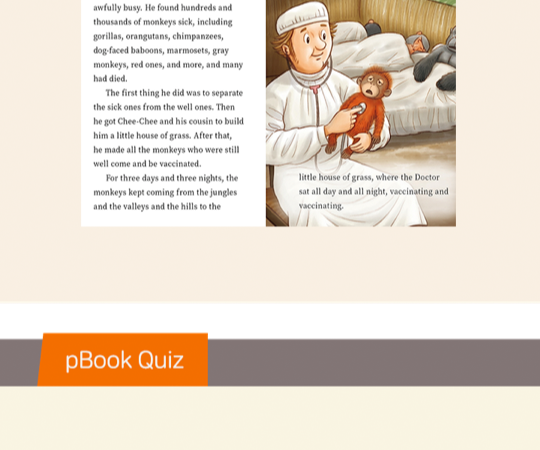 awfully busy. He found hundreds and
thousands of monkeys sick, including
gorillas, orangutans, chimpanzees,
dog-faced baboons, marmosets, gray
monkeys, red ones, and more, and many
had died.
The first thing he did was to separate
the sick ones from the well ones. Then
he got Chee-Chee and his cousin to build
him a little house of grass. After that,
he made all the monkeys who were still
well come and be vaccinated.
For three days and three nights, the
monkeys kept coming from the jungles
and the valleys and the hills to the
little house of grass, where the Doctor
sat all day and all night, vaccinating and
vaccinating.
pBook Quiz